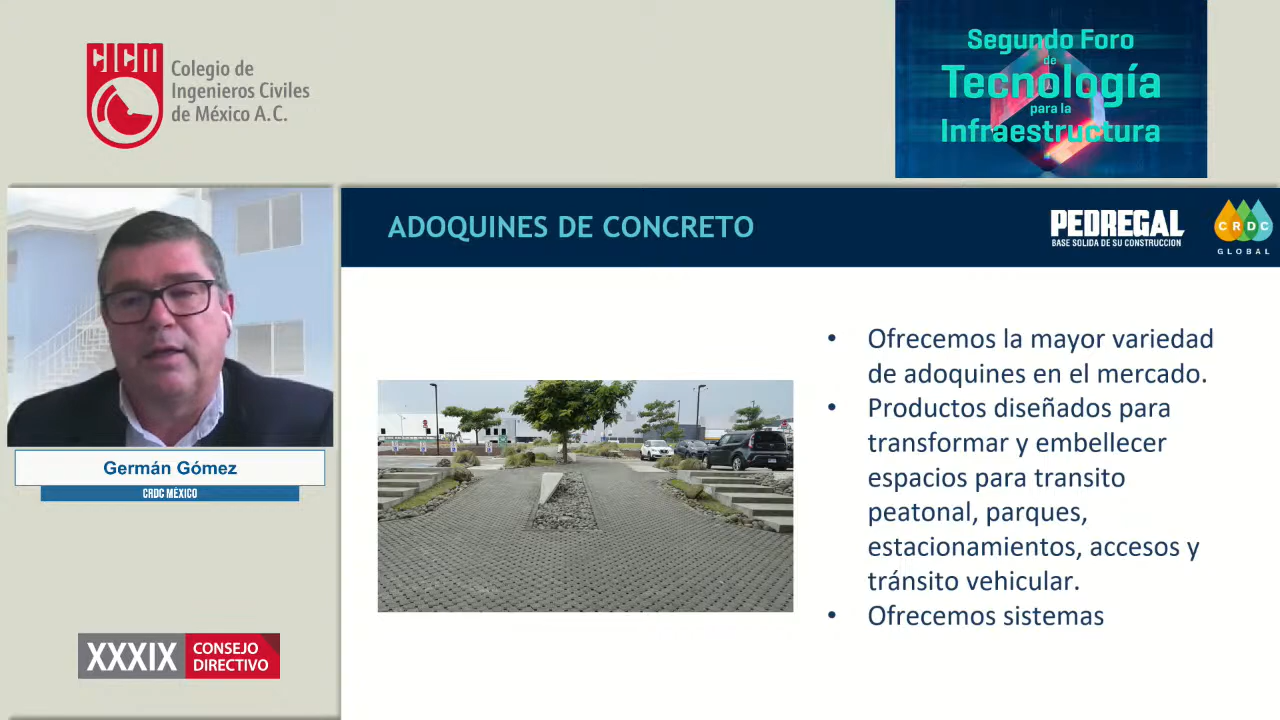 CICM
Colegio de
Ingenieros Civiles
de México A.C.
Segundo Foro
de
Tecnología
para la
Infraestructura
ADOQUINES DE CONCRETO
PEDREGAL
BASE SOLIDA DE SU CONSTRUCCION
CRDC
GLOBAL
• Ofrecemos la mayor variedad
de adoquines en el mercado.
• Productos diseñados para
transformar y embellecer
espacios para transito
peatonal, parques,
estacionamientos, accesos y
tránsito vehicular.
• Ofrecemos sistemas
Germán Gómez
CRDC MÉXICO
XXXIX
CONSEJO
DIRECTIVO